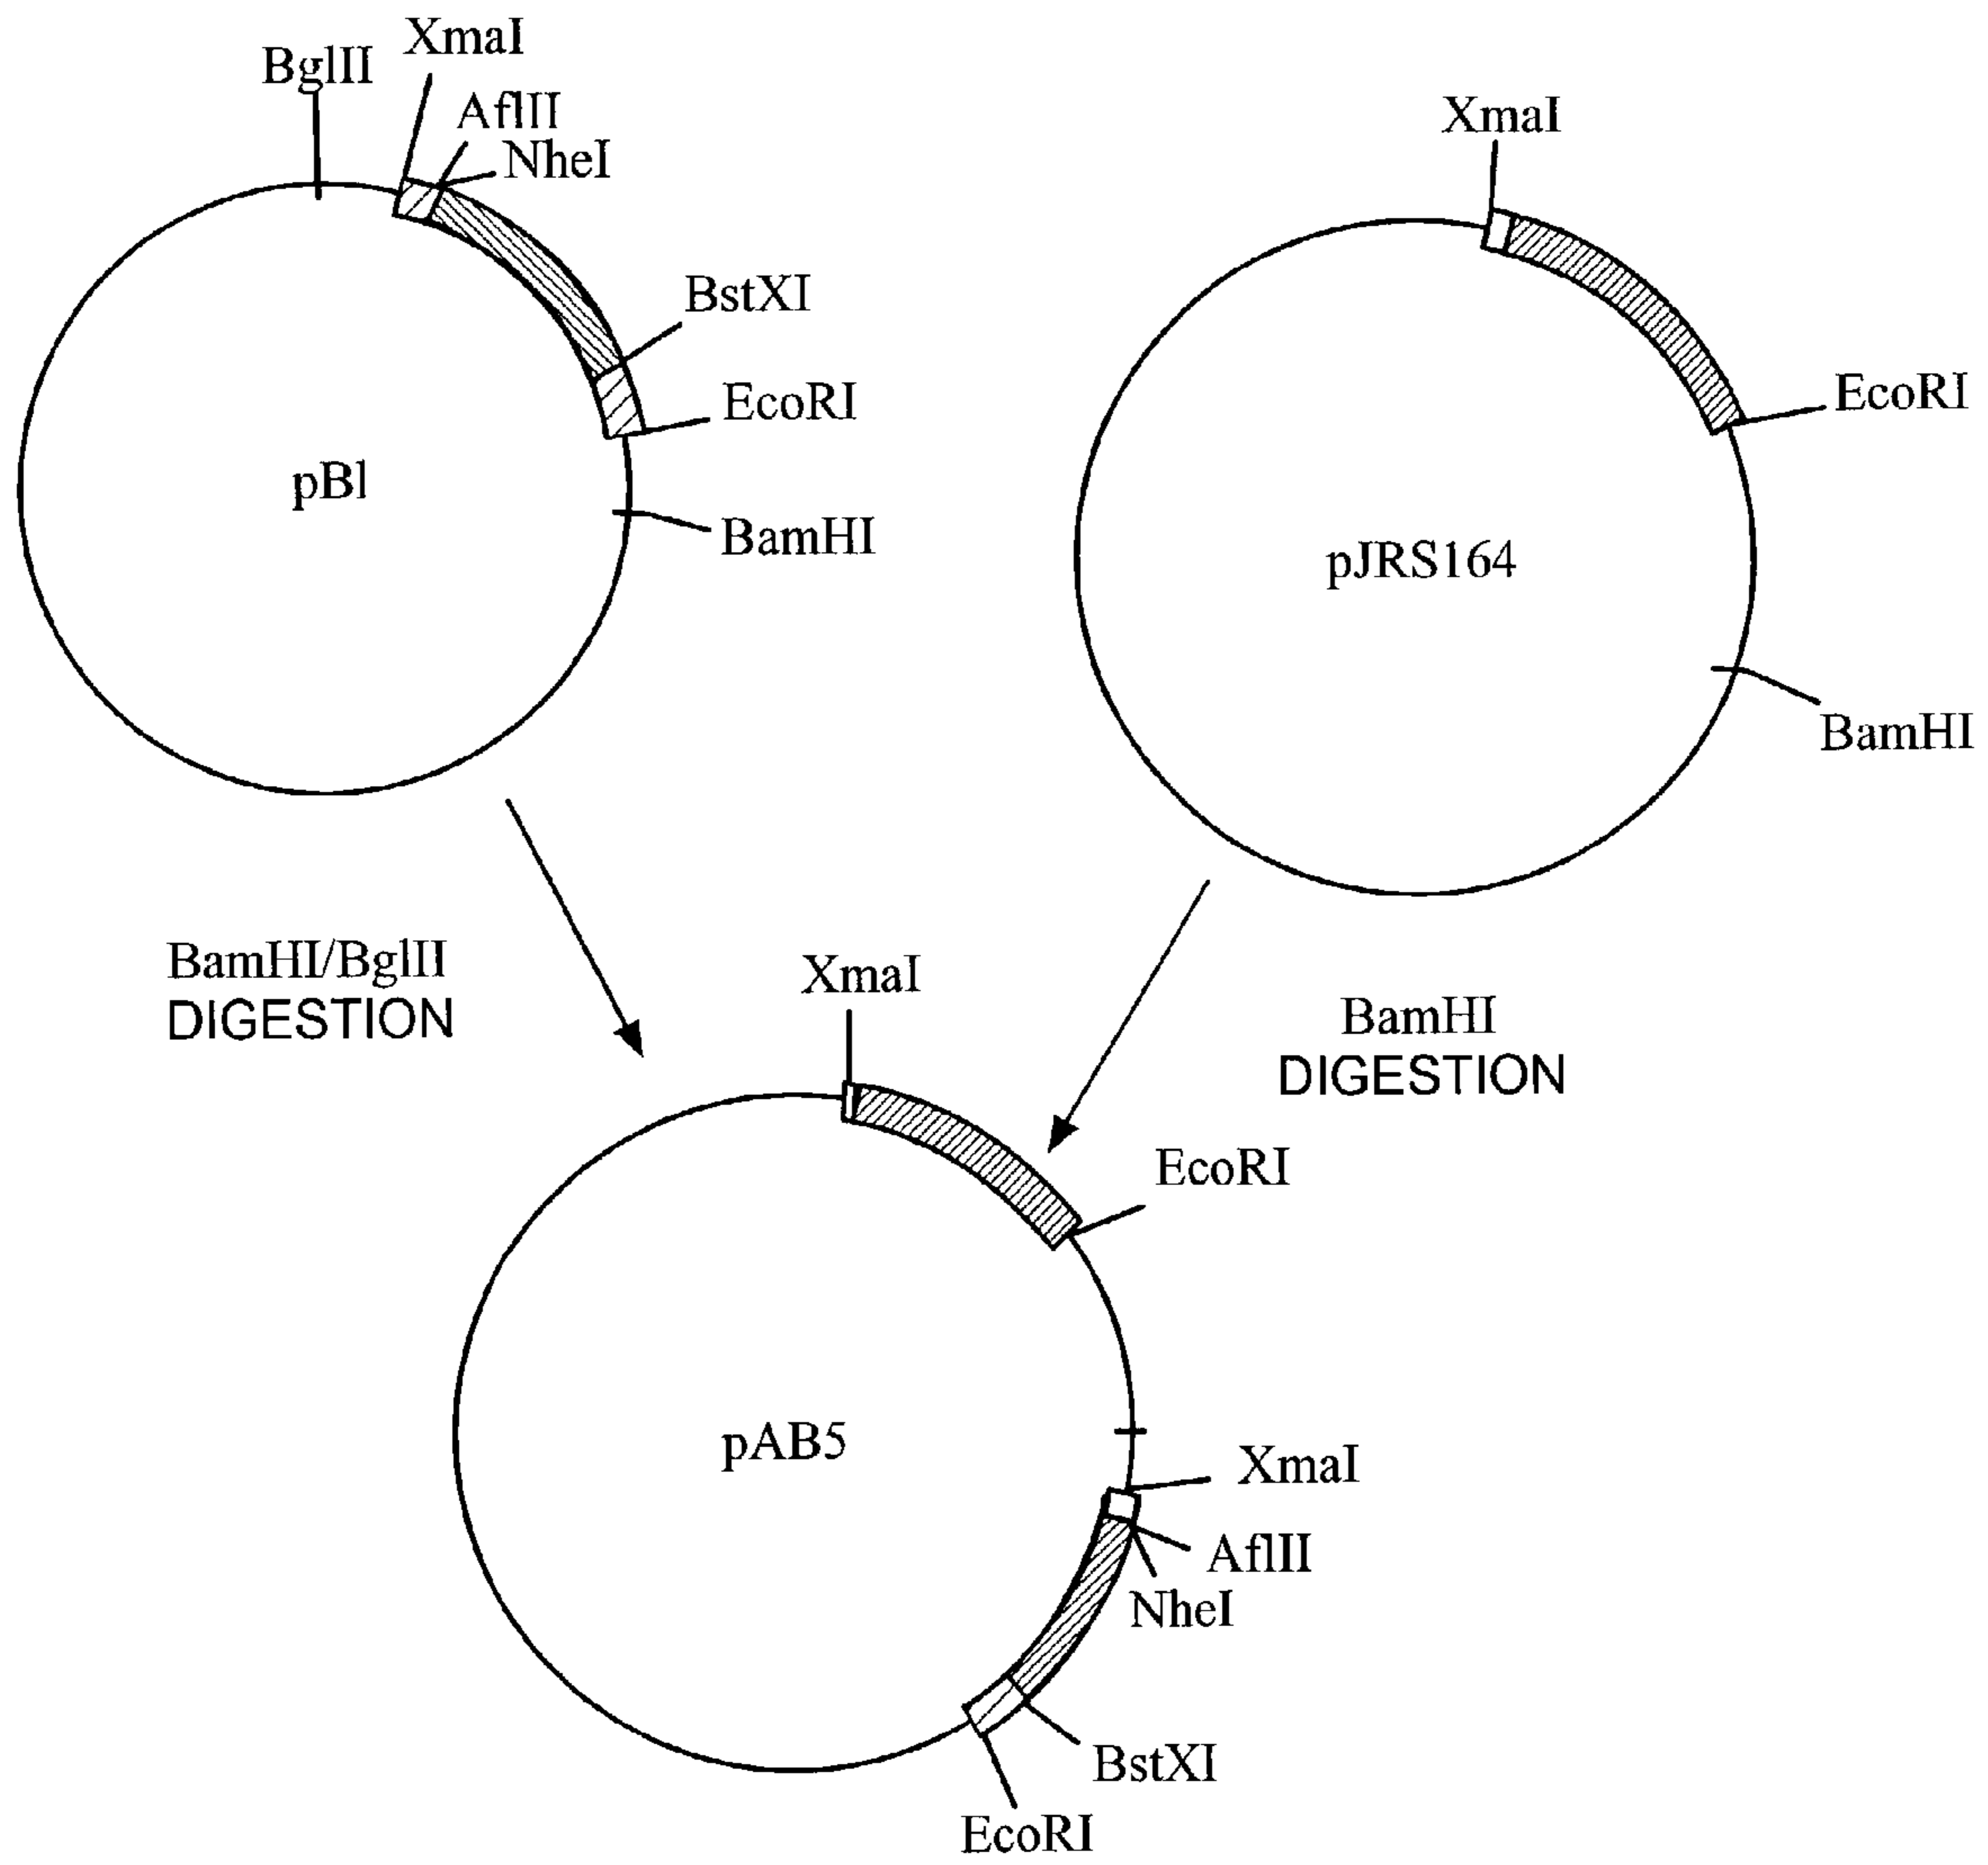 BglII
XmaI
AflII
NheI
BstXI
EcoRI
pBl
BamHI
XmaI
EcoRI
pJRS164
BamHI
BamHI/BglII
DIGESTION
BamHI
DIGESTION
XmaI
EcoRI
pAB5
XmaI
AflII
NheI
BstXI
EcoRI